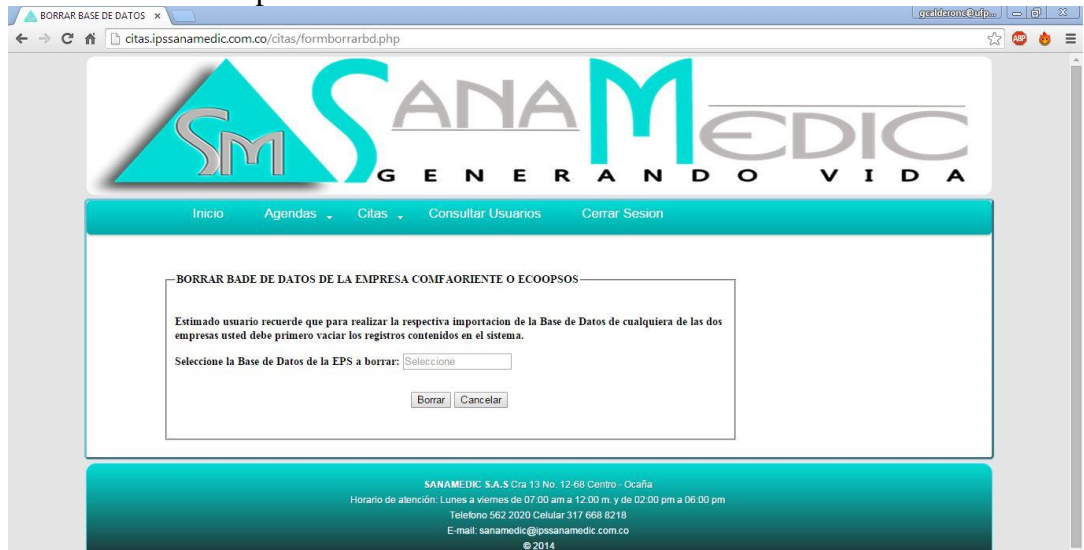 BORRAR BASE DE DATOS
citas.ipssanamedic.com.co/citas/formborrarbd.php
ABP
SM SANAMEDIC
GENERANDO VIDA
Inicio Agendas Citas Consultar Usuarios Cerrar Sesion
BORRAR BADE DE DATOS DE LA EMPRESA COMFAORIENTE O ECOOPSOS
Estimado usuario recuerde que para realizar la respectiva importacion de la Base de Datos de cualquiera de las dos
empresas usted debe primero vaciar los registros contenidos en el sistema.
Seleccione la Base de Datos de la EPS a borrar: Seleccione
Borrar Cancelar
SANAMEDIC S.A.S Cra 13 No. 12-68 Centro - Ocaña
Horario de atención: Lunes a viernes de 07:00 am a 12:00 m. y de 02:00 pm a 06:00 pm
Telefono 562 2020 Celular 317 668 8218
E-mail: sanamedic@ipssanamedic.com.co
© 2014